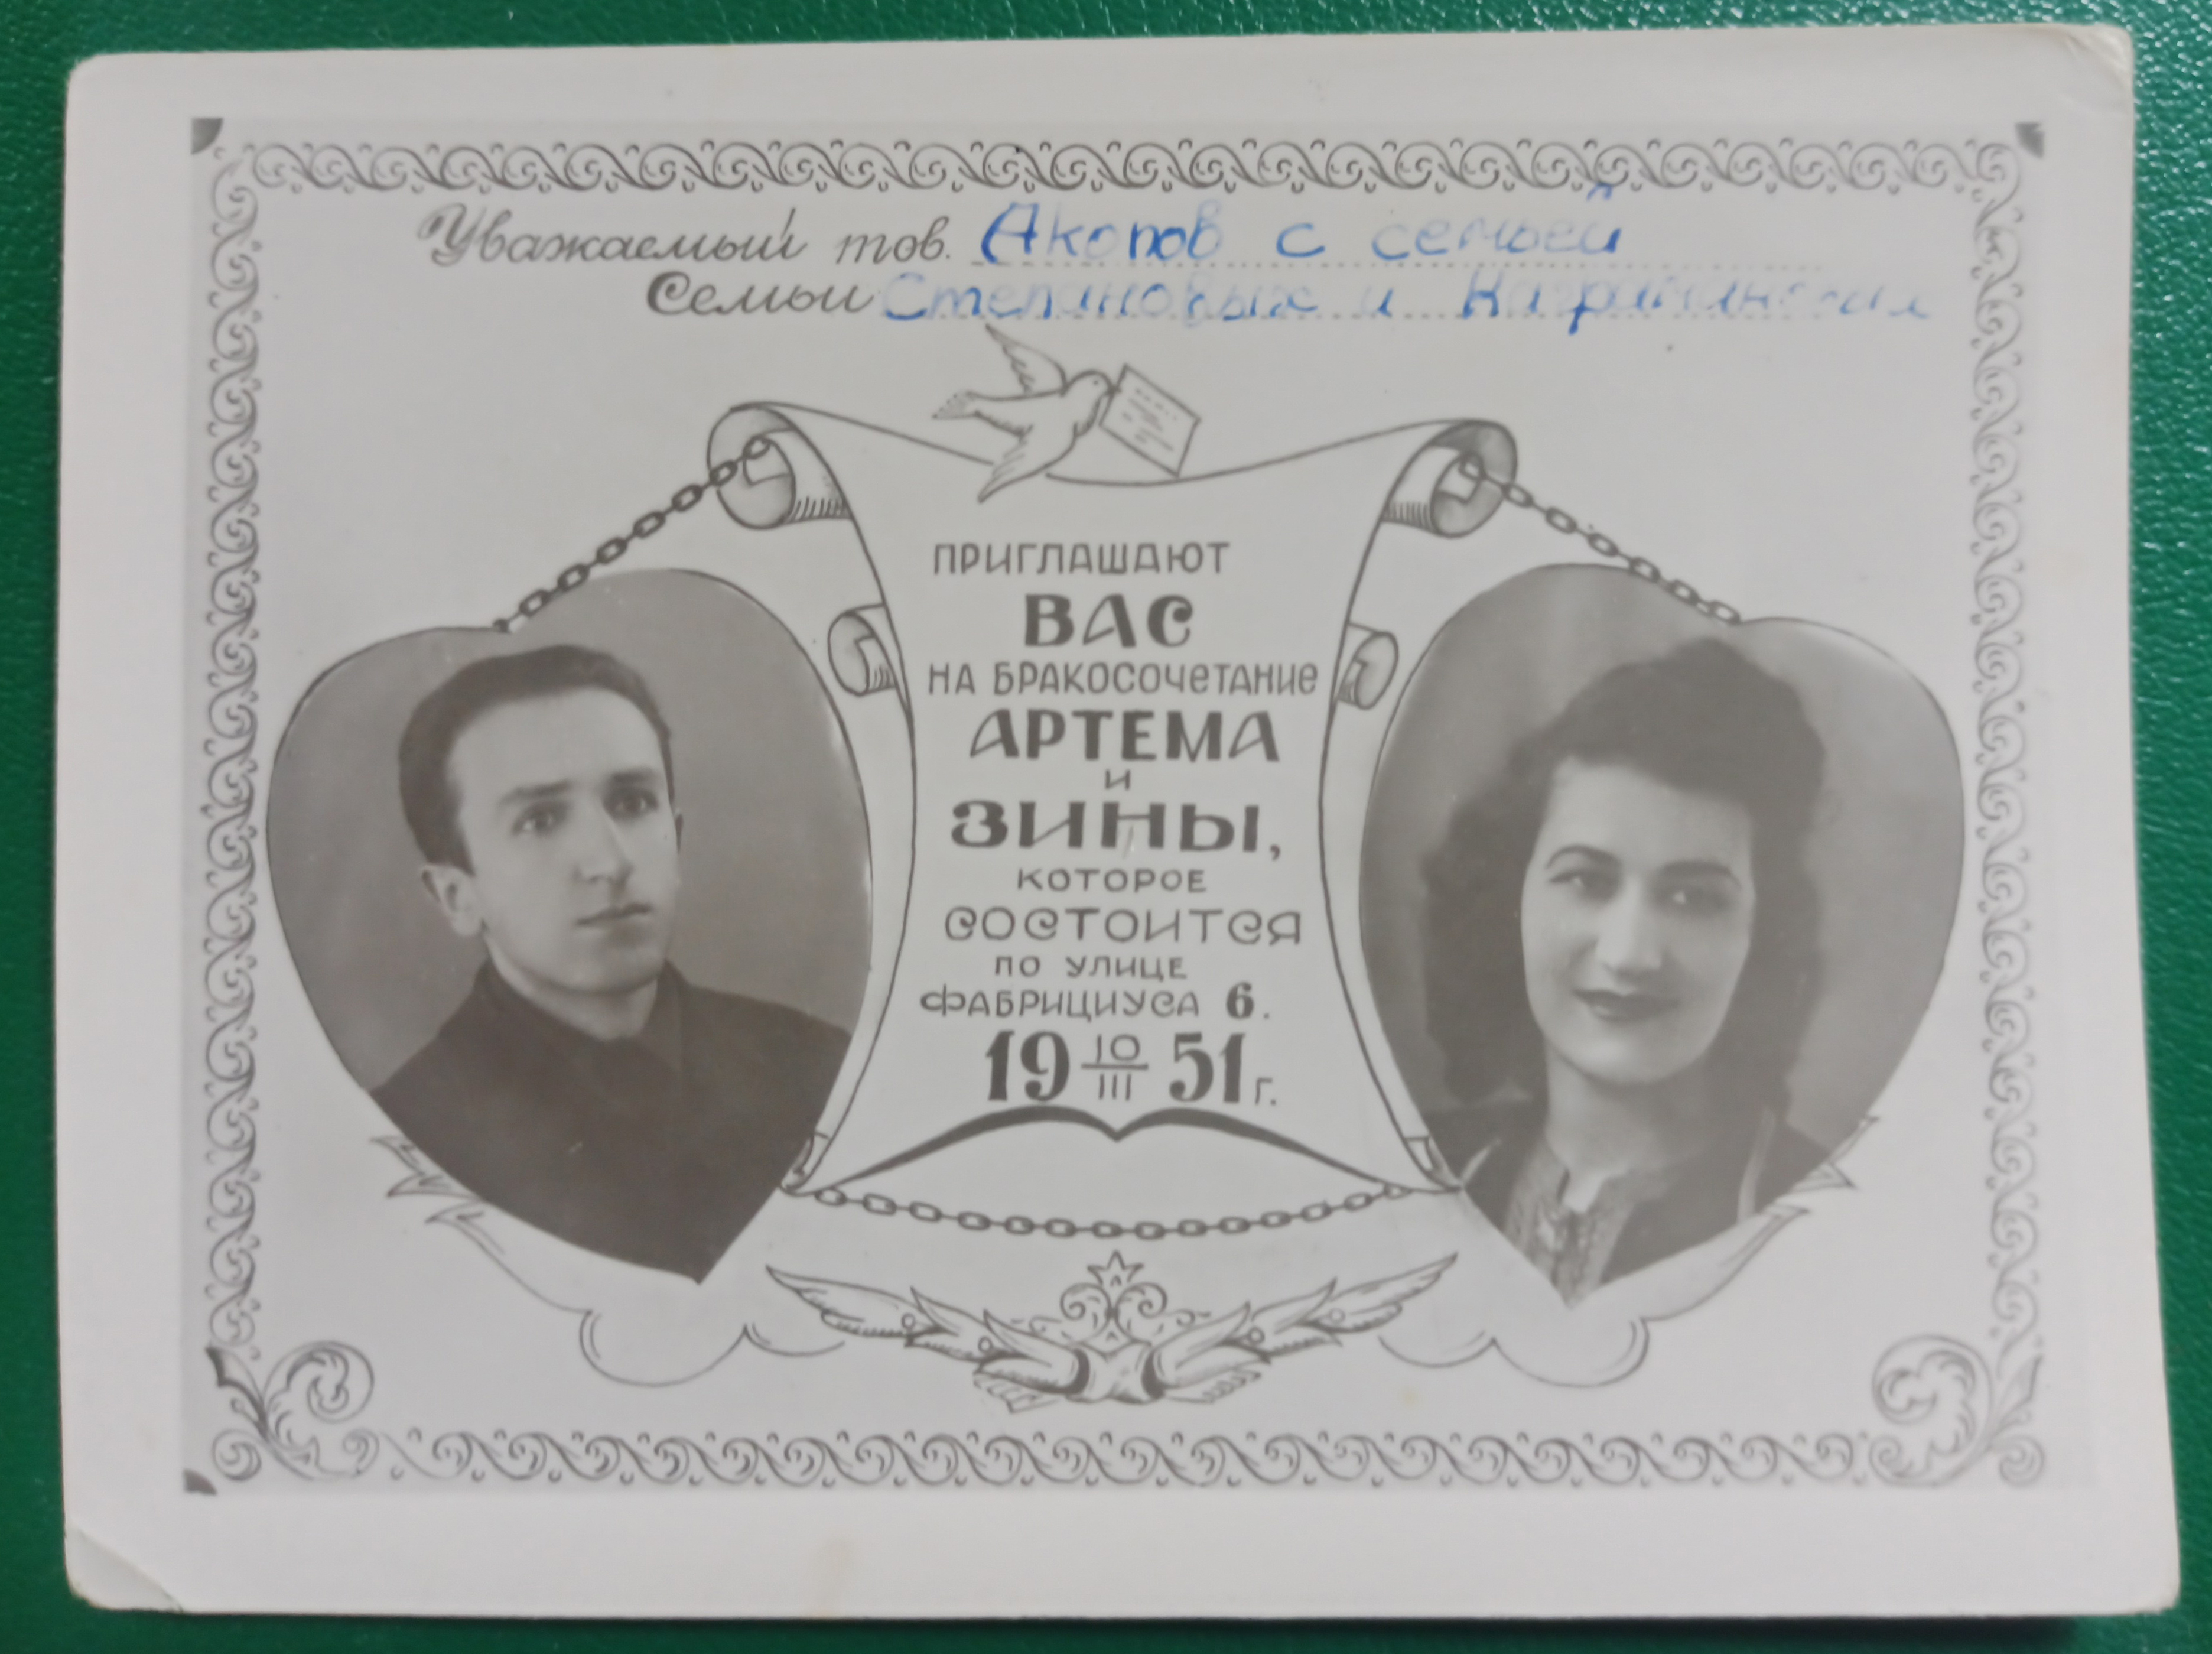 Уважаемый тов. Акопов с семьей
Семьи Степановых и
ПРИГЛАШАЮТ
ВАС
НА БРАКОСОЧЕТАНИЕ
АРТЕМА
И
ЗИНЫ,
КОТОРОЕ
СОСТОИТСЯ
ПО УЛИЦЕ
ФАБРИЦИУСА 6.
19 10/III 51 г.